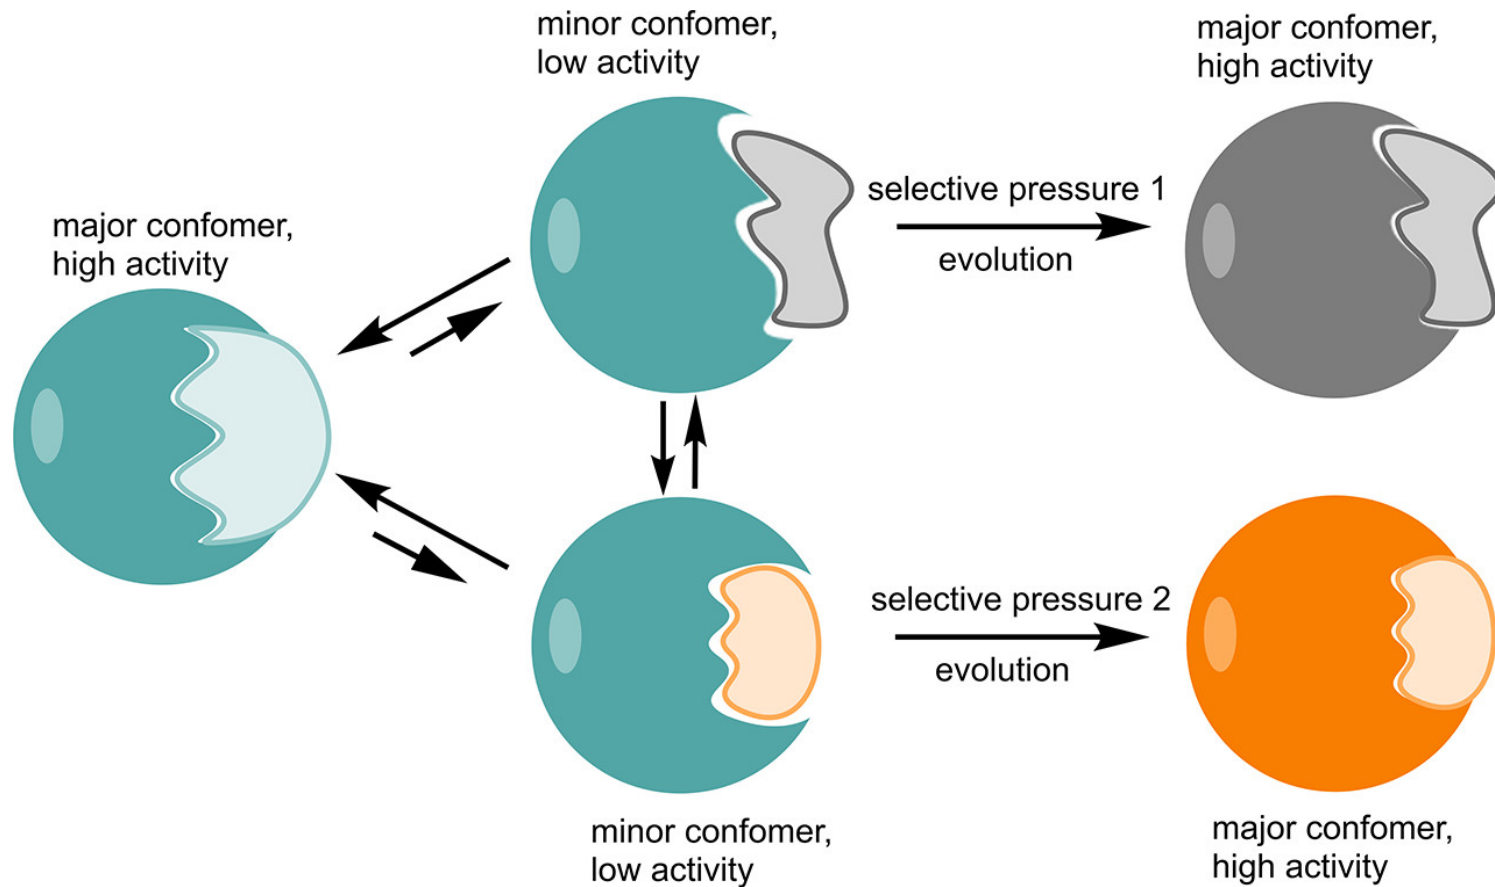 minor confomer,
low activity
major confomer,
high activity
major confomer,
high activity
selective pressure 1
evolution
selective pressure 2
evolution
minor confomer,
low activity
major confomer,
high activity